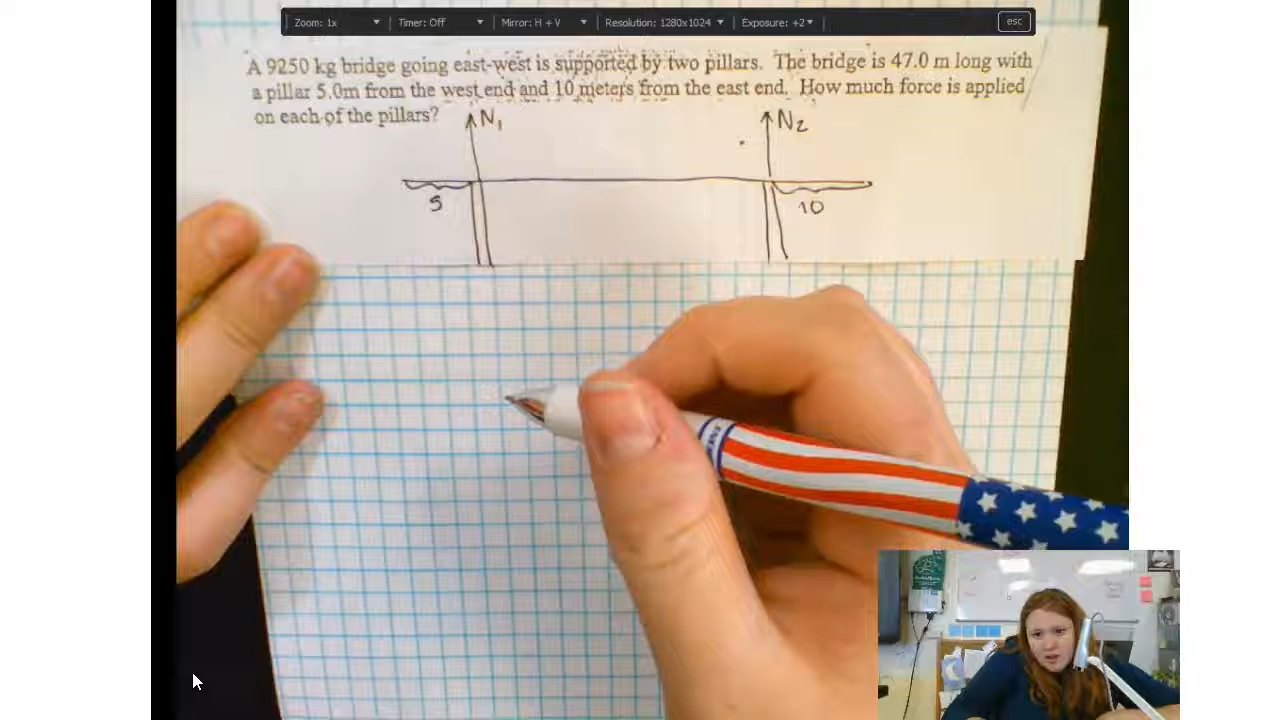 Zoom: 1x Timer: Off Mirror: H + V Resolution: 1280x1024 Exposure: +2 esc
A 9250 kg bridge going east-west is supported by two pillars. The bridge is 47.0 m long with
a pillar 5.0m from the west end and 10 meters from the east end. How much force is applied
on each of the pillars?
N1 N2
5 10